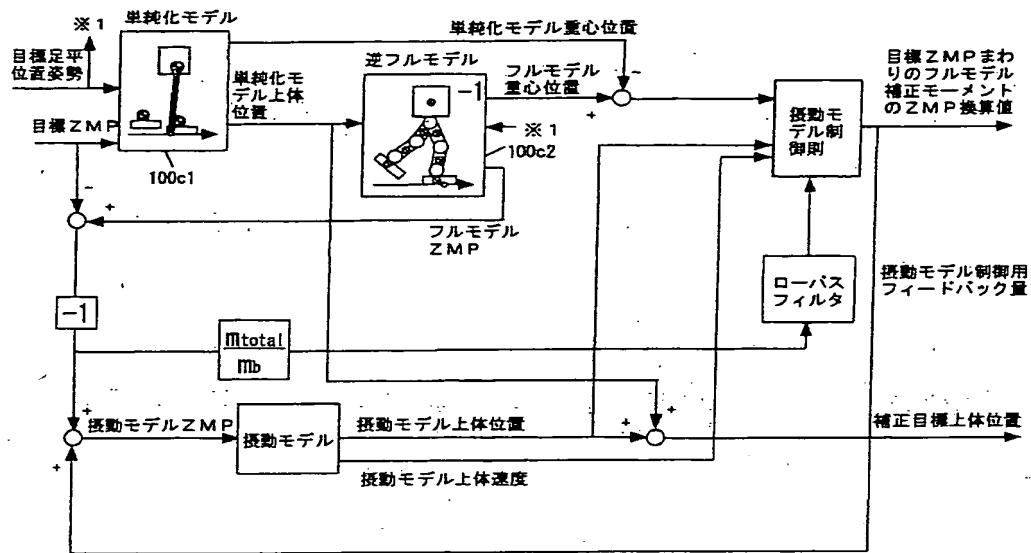 ※1
単純化モデル
目標足平
位置姿勢
目標ZMP
100c1
単純化モデル重心位置
単純化モ
デル上体
位置
逆フルモデル
-1
※1
100c2
フルモデル
重心位置
フルモデル
ZMP
摂動モ
デル制
御則
目標ZMPまわ
りのフルモデル
補正モーメント
のZMP換算値
ローパス
フィルタ
摂動モデル制御用
フィードバック量
-1
mtotal
mb
摂動モデルZMP
摂動モデル
摂動モデル上体位置
摂動モデル上体速度
補正目標上体位置
-
+
-
+
+
+
+
+